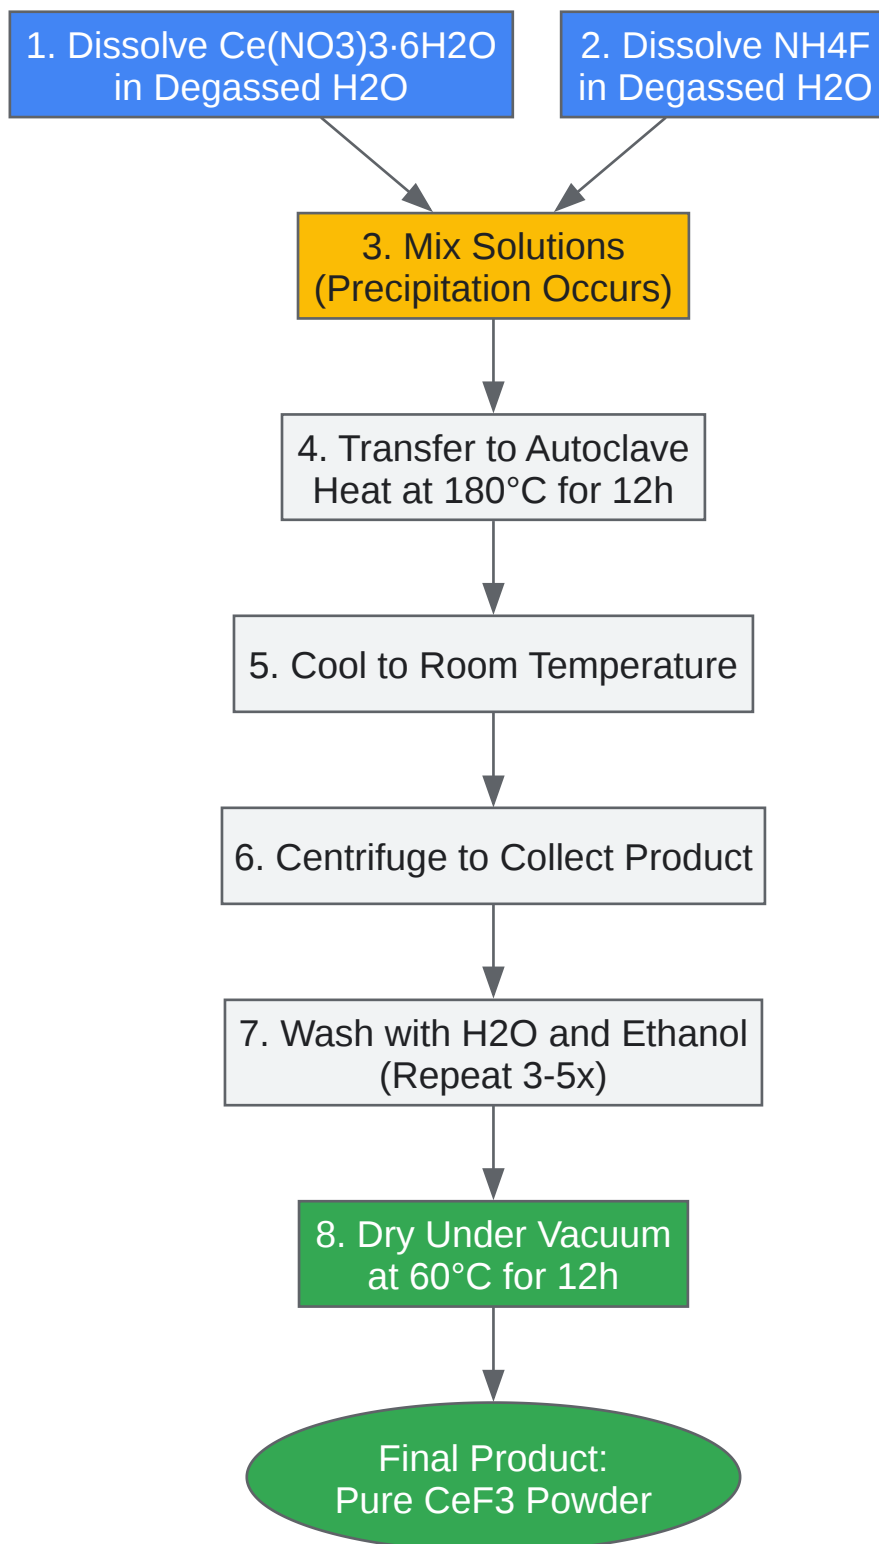 1. Dissolve Ce(NO3)3·6H2O
in Degassed H2O
2. Dissolve NH4F
in Degassed H2O
3. Mix Solutions
(Precipitation Occurs)
4. Transfer to Autoclave
Heat at 180°C for 12h
5. Cool to Room Temperature
6. Centrifuge to Collect Product
7. Wash with H2O and Ethanol
(Repeat 3-5x)
8. Dry Under Vacuum
at 60°C for 12h
Final Product:
Pure CeF3 Powder